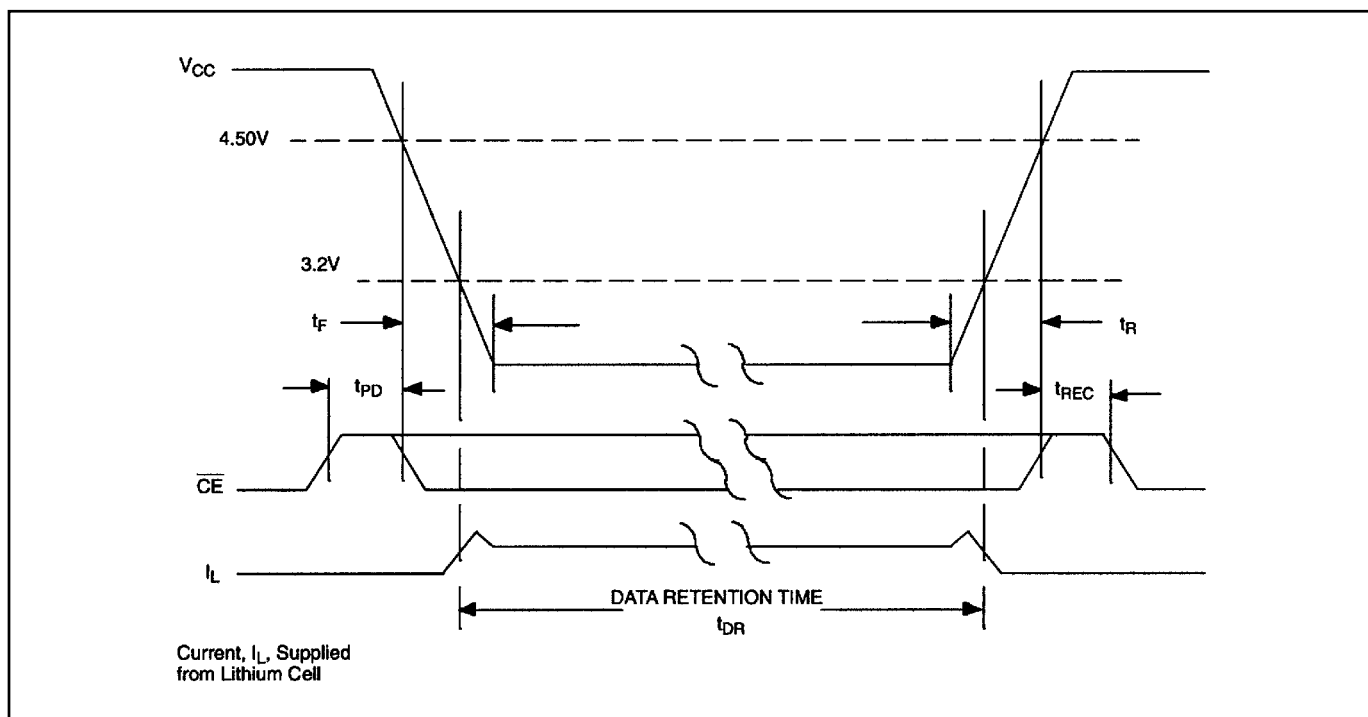 VCC
4.50V
3.2V
tF
tR
tPD
tREC
CE
IL
DATA RETENTION TIME
tDR
Current, IL, Supplied
from Lithium Cell